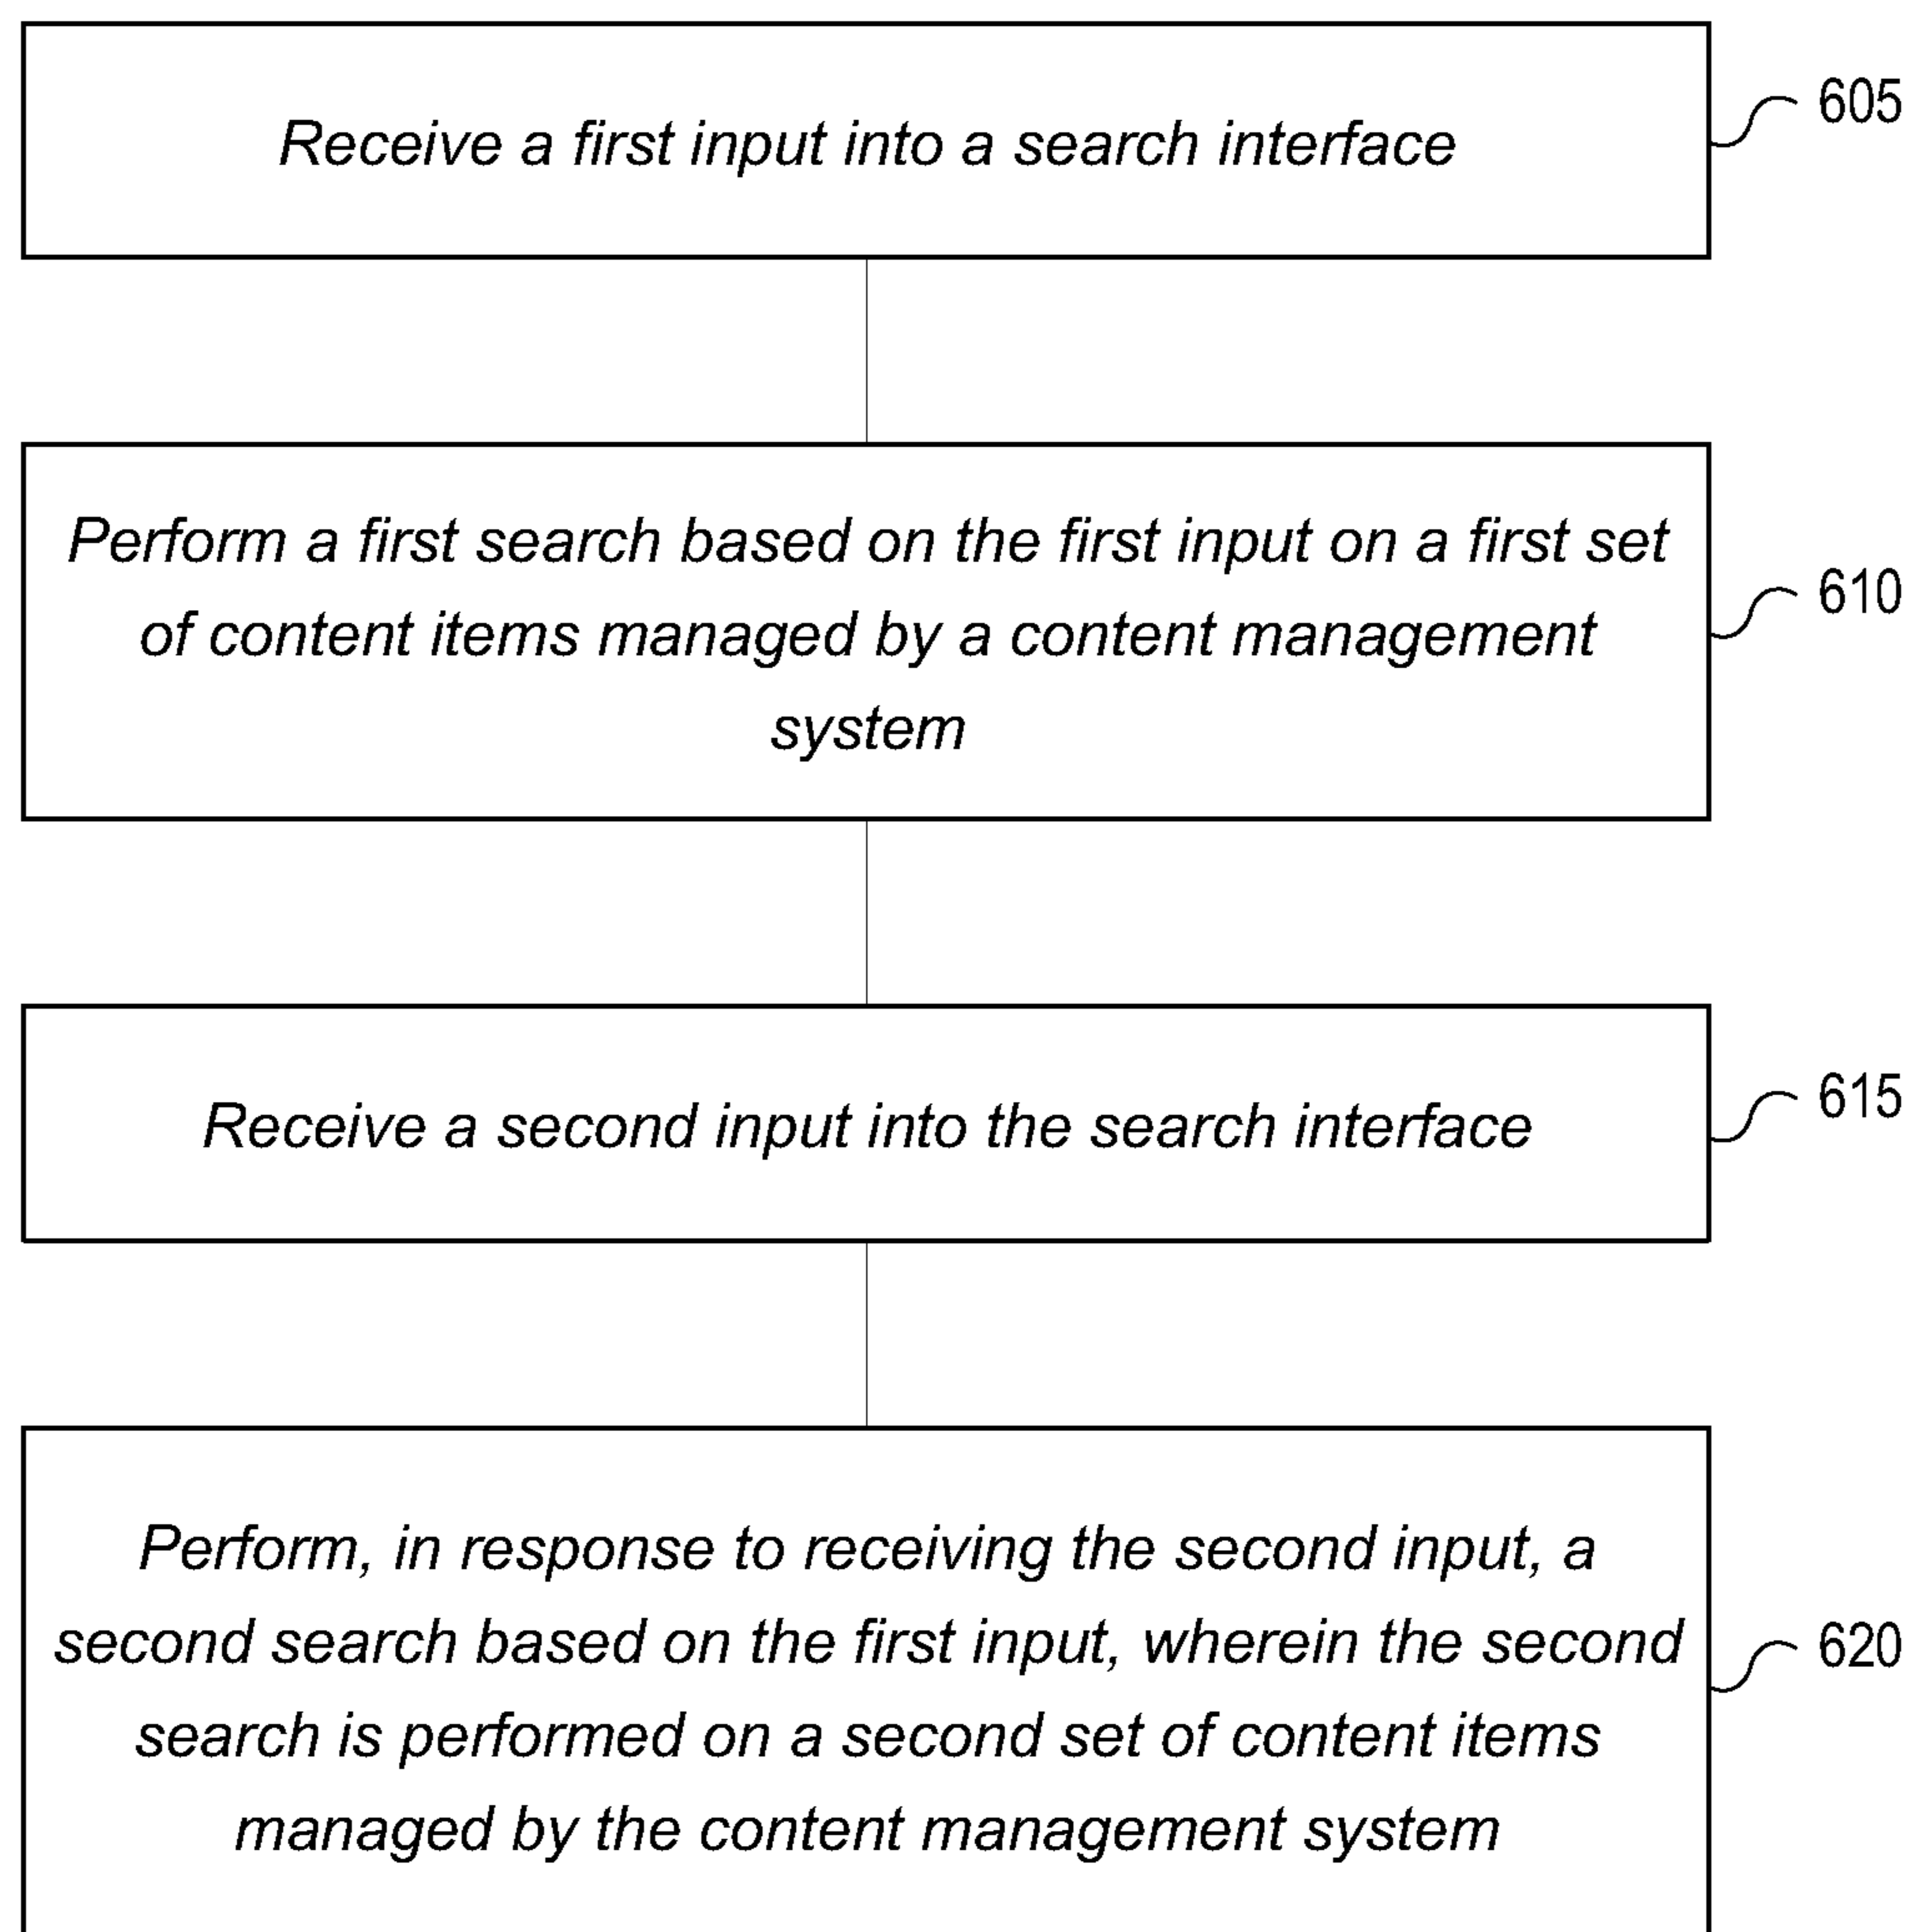 Receive a first input into a search interface
605
Perform a first search based on the first input on a first set
of content items managed by a content management
system
610
Receive a second input into the search interface
615
Perform, in response to receiving the second input, a
second search based on the first input, wherein the second
search is performed on a second set of content items
managed by the content management system
620